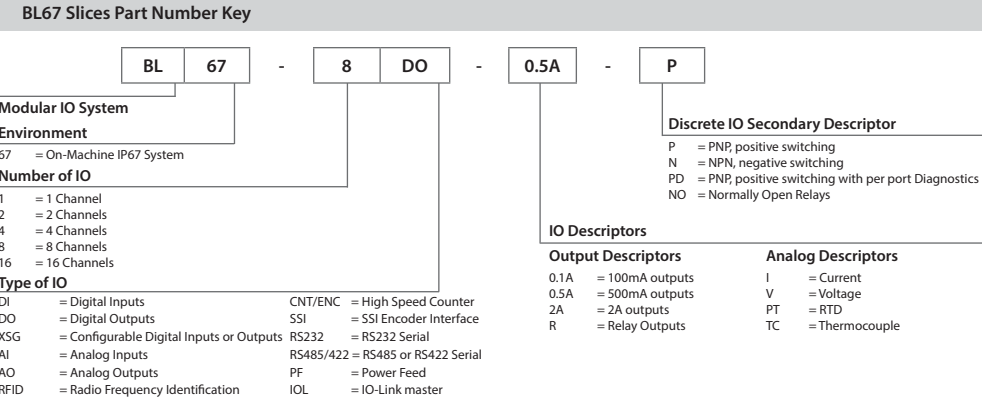 BL67 Slices Part Number Key
BL 67 - 8 DO - 0.5A - P
Modular IO System
Environment
67 = On-Machine IP67 System
Number of IO
1 = 1 Channel
2 = 2 Channels
4 = 4 Channels
8 = 8 Channels
16 = 16 Channels
Type of IO
DI = Digital Inputs
DO = Digital Outputs
XSG = Configurable Digital Inputs or Outputs
AI = Analog Inputs
AO = Analog Outputs
RFID = Radio Frequency Identification
CNT/ENC = High Speed Counter
SSI = SSI Encoder Interface
RS232 = RS232 Serial
RS485/422 = RS485 or RS422 Serial
PF = Power Feed
IOL = IO-Link master
IO Descriptors
Output Descriptors
0.1A = 100mA outputs
0.5A = 500mA outputs
2A = 2A outputs
R = Relay Outputs
Analog Descriptors
I = Current
V = Voltage
PT = RTD
TC = Thermocouple
Discrete IO Secondary Descriptor
P = PNP, positive switching
N = NPN, negative switching
PD = PNP, positive switching with per port Diagnostics
NO = Normally Open Relays